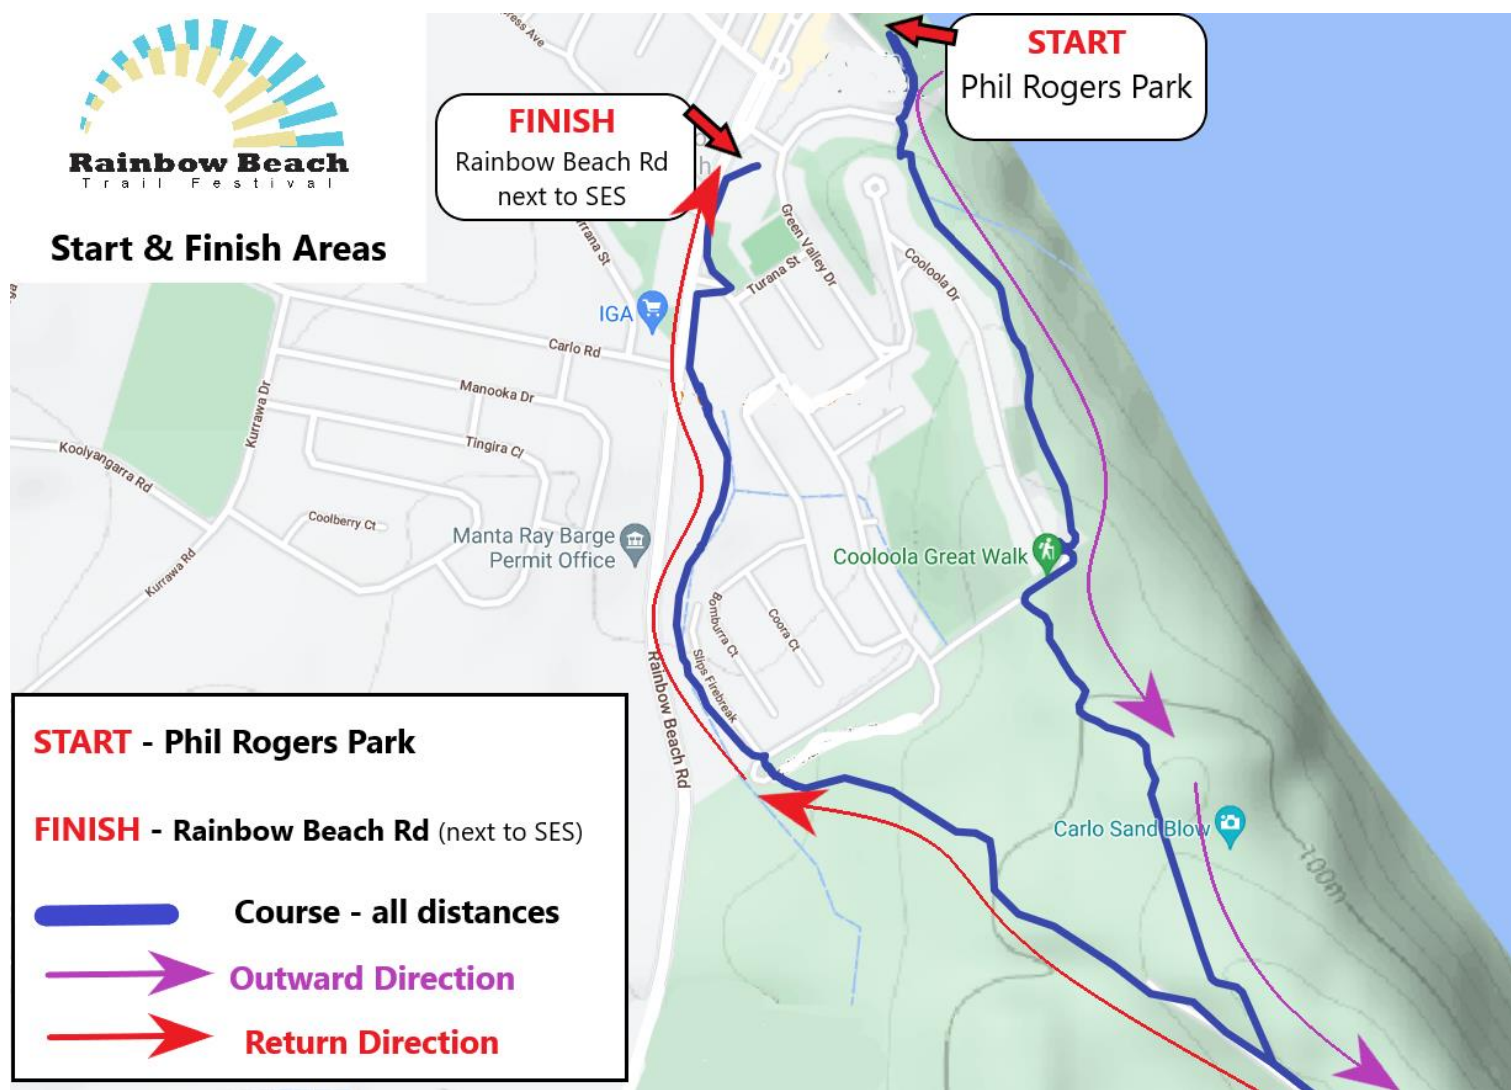 Rainbow Beach
Trail Festival
Start & Finish Areas
START
Phil Rogers Park
FINISH
Rainbow Beach Rd
next to SES
Green Valley Dr
Turana St
Cooloola Dr
IGA
Carlo Rd
Manooka Dr
Kurrawa Dr
Tingira Cl
Koolyangarra Rd
Coolberry Ct
Manta Ray Barge
Permit Office
Kurrawa Rd
Cooloola Great Walk
Bombura Ct
Coora Ct
Slips Firebreak
Rainbow Beach Rd
Carlo Sand Blow
100m
START - Phil Rogers Park
FINISH - Rainbow Beach Rd (next to SES)
Course - all distances
Outward Direction
Return Direction